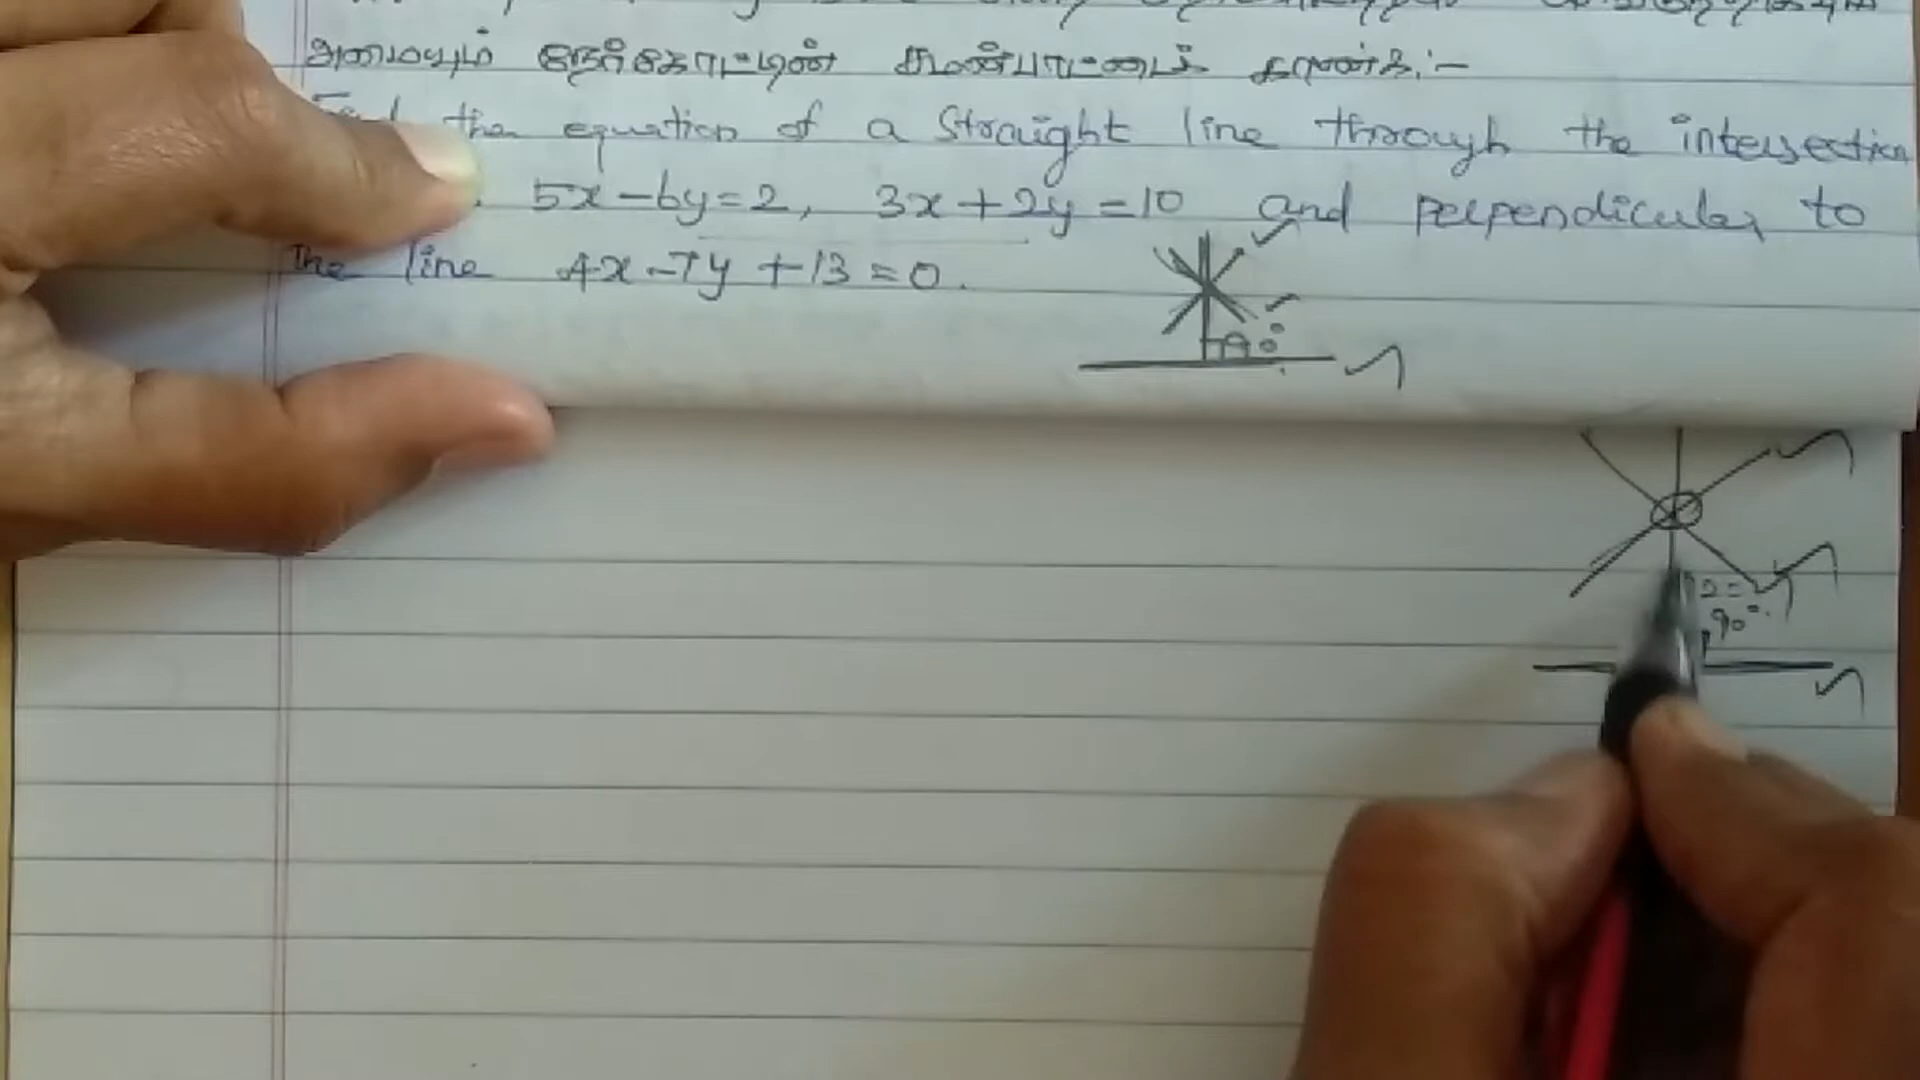 அமையும் நேர்கோட்டின் சமன்பாட்டைக் காண்க:-
the equation of a Straight line through the intersection
5x-6y=2, 3x+2y=10 and perpendicular to
The line 4x-7y+13=0.
90°
90°